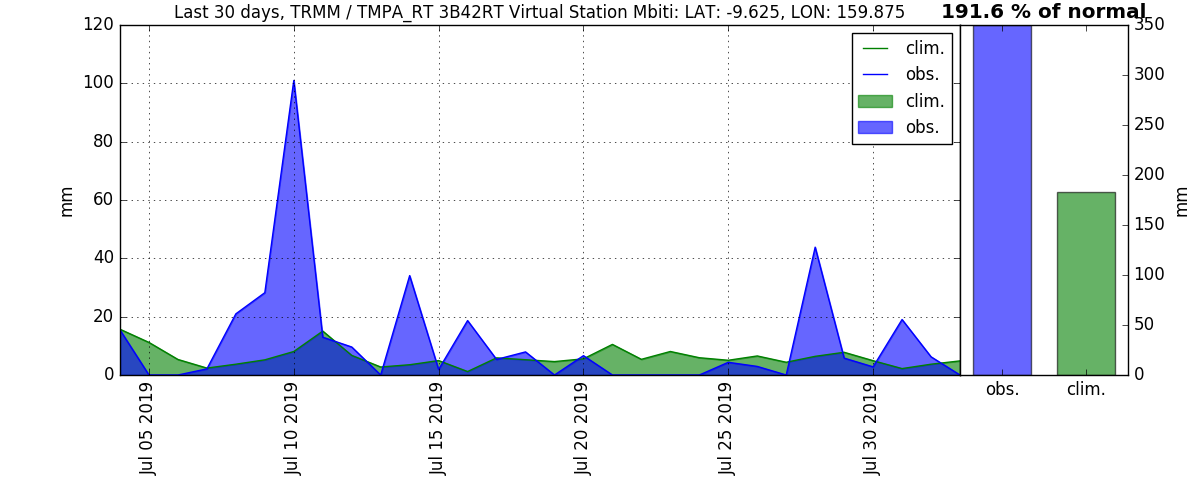 Last 30 days, TRMM / TMPA_RT 3B42RT Virtual Station Mbiti: LAT: -9.625, LON: 159.875
191.6 % of normal
120
100
80
60
40
20
0
mm
clim.
obs.
clim.
obs.
Jul 05 2019
Jul 10 2019
Jul 15 2019
Jul 20 2019
Jul 25 2019
Jul 30 2019
350
300
250
200
150
100
50
0
mm
obs.
clim.